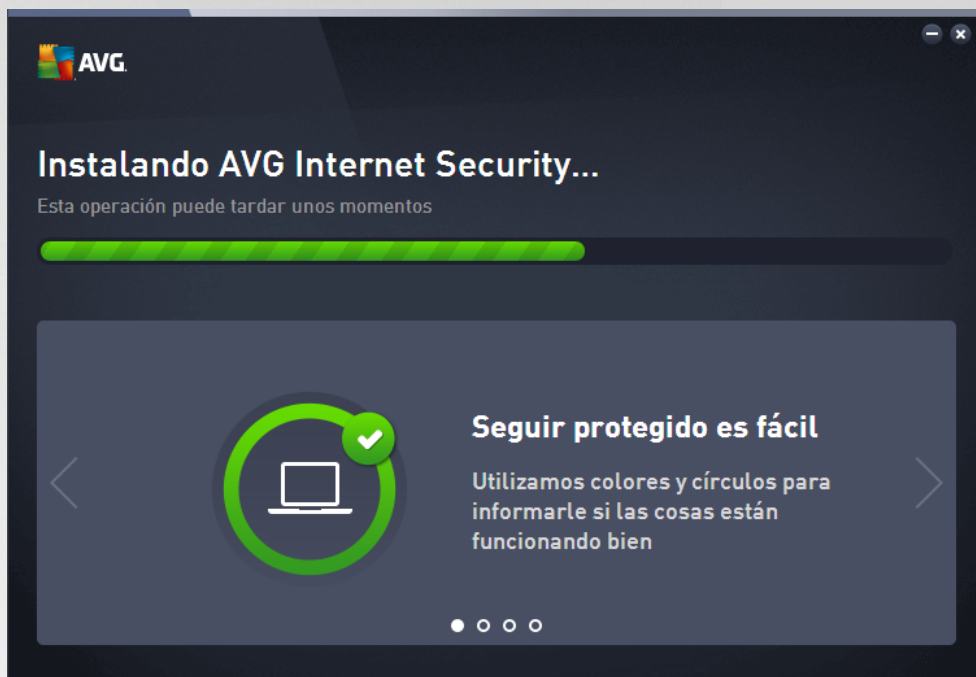 AVG.
Instalando AVG Internet Security...
Esta operación puede tardar unos momentos
Seguir protegido es fácil
Utilizamos colores y círculos para
informarle si las cosas están
funcionando bien